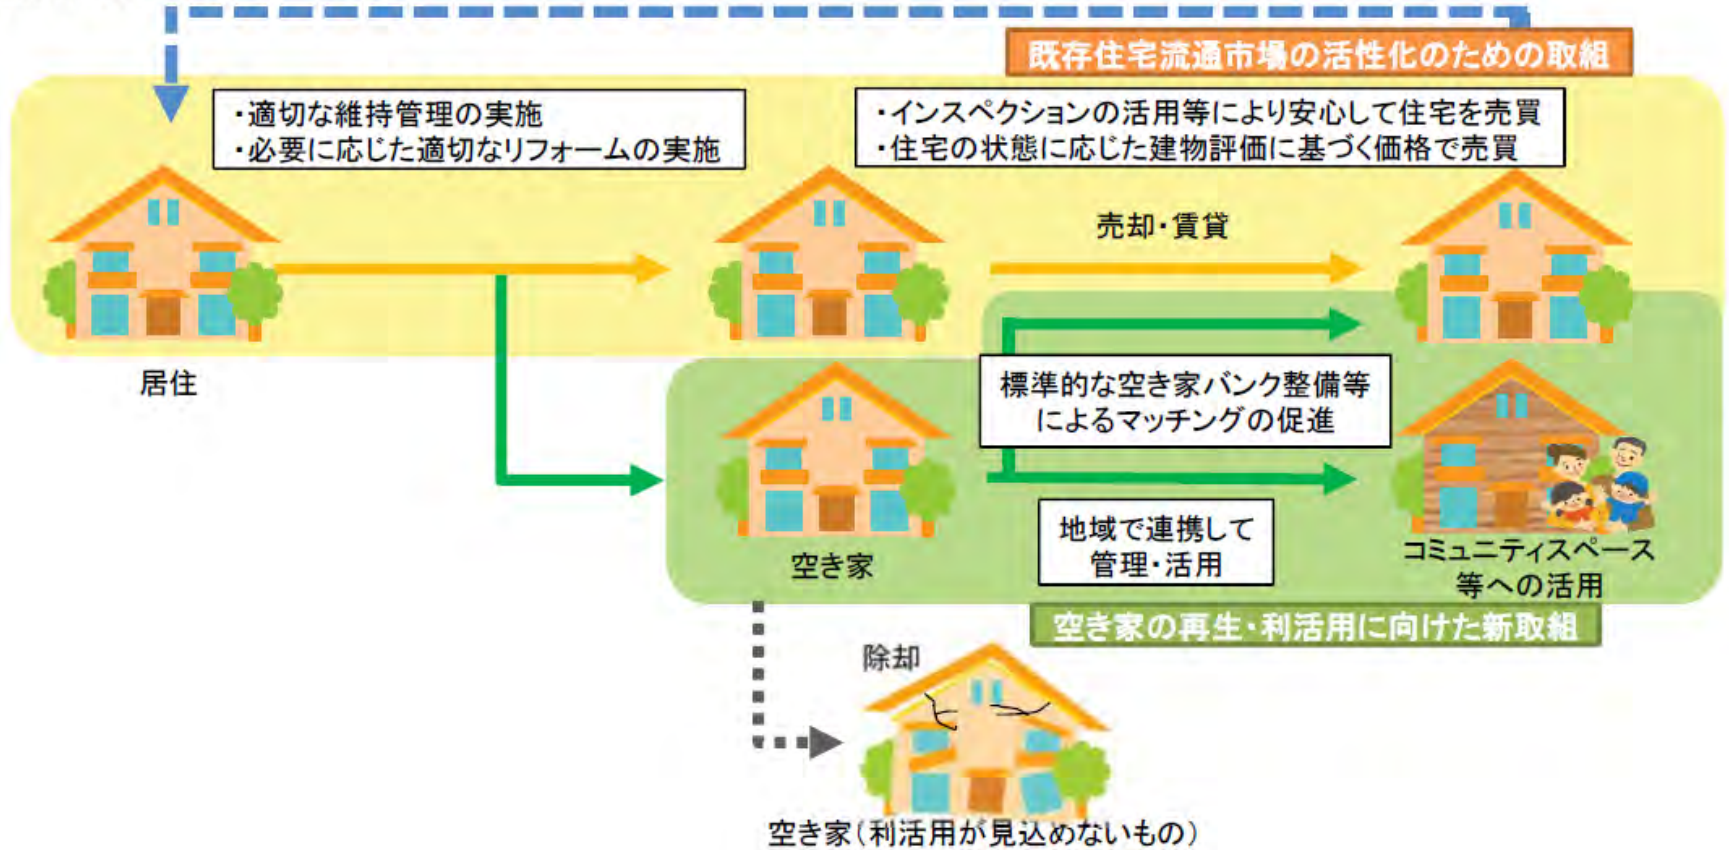 既存住宅流通市場の活性化のための取組
・適切な維持管理の実施
・必要に応じた適切なリフォームの実施
・インスペクションの活用等により安心して住宅を売買
・住宅の状態に応じた建物評価に基づく価格で売買
売却・賃貸
居住
標準的な空き家バンク整備等
によるマッチングの促進
空き家
地域で連携して
管理・活用
コミュニティスペース
等への活用
空き家の再生・利活用に向けた新取組
除却
空き家(利活用が見込めないもの)